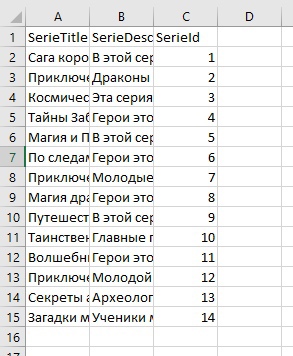 A B C D E
1 SerieTitle SerieDesc SerieId
2 Сага коро В этой сер 1
3 Приключе Драконы 2
4 Космичес Эта серия 3
5 Тайны Заб Герои это 4
6 Магия и П В этой сер 5
7 По следам Герои это 6
8 Приключе Молодые 7
9 Магия дра Герои это 8
10 Путешест В этой сер 9
11 Таинствен Главные г 10
12 Волшебны Герои это 11
13 Приключе Молодой 12
14 Секреты а Археолог 13
15 Загадки м Ученики м 14
16
17